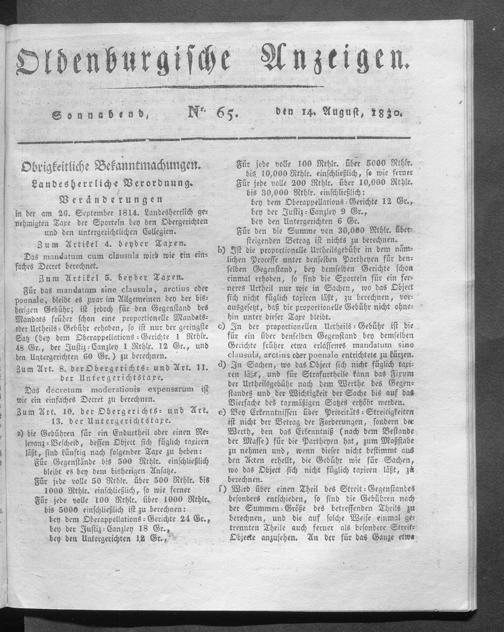 Oldenburgische Anzeigen.
Sonnabend, Nr. 65. den 14. August, 1830.
Obrigkeitliche Bekanntmachungen.
Landesherrliche Verordnung.
Veränderungen
in der am 26. September 1814. Landesherrlich ge-
nehmigten Taxe der Sporteln bey den Obergerichten
und den untergerichtlichen Collegien.
Zum Artikel 4. beyder Taxen.
Das mandatum cum clausula wird wie ein ein-
faches Decret berechnet.
Zum Artikel 5. beyder Taxen.
Für das mandatum sine clausula, arctius oder
poenale, bleibt es zwar im Allgemeinen bey der bis-
herigen Gebühr; ist jedoch für den Gegenstand des
Mandats früher schon eine proportionelle Mandats-
oder Urtheils-Gebühr erhoben, so ist nur der geringste
Satz (bey dem Oberappellations-Gerichte 1 Rthlr.
48 Gr., der Justiz-Canzley 1 Rthlr. 12 Gr., und
den Untergerichten 60 Gr.) zu berechnen.
Zum Art. 8. der Obergerichts- und Art. 11.
der Untergerichtstaxe.
Das decretum moderationis expensarum ist
wie ein einfaches Decret zu berechnen.
Zum Art. 10. der Obergerichts- und Art.
13. der Untergerichtstaxe.
a) die Gebühren für ein Endurtheil oder einen Re-
jevang-Bescheid, dessen Object sich füglich taxiren
läßt, sind künftig nach folgender Taxe zu heben:
Für Gegenstände bis 500 Rthlr. einschließlich
bleibt es bey dem bisherigen Ansatze.
Für jede volle 50 Rthlr. über 500 Rthlr. bis
1000 Rthlr. einschließlich, so wie ferner
Für jede volle 100 Rthlr. über 1000 Rthlr.
bis 5000 einschließlich ist zu berechnen:
bey dem Oberappellations-Gerichte 24 Gr.,
bey der Justiz-Canzley 18 Gr.,
bey den Untergerichten 12 Gr.,
Für jede volle 100 Rthlr. über 5000 Rthlr.
bis 10,000 Rthlr. einschließlich, so wie ferner
Für jede volle 200 Rthlr. über 10,000 Rthlr.
bis 30,000 Rthlr. einschließlich:
bey dem Oberappellations-Gerichte 12 Gr.,
bey der Justiz-Canzley 9 Gr.,
bey den Untergerichten 6 Gr.
Für den die Summe von 30,000 Rthlr. über-
steigenden Betrag ist nichts zu berechnen.
b) Ist die proportionelle Urtheilsgebühr in dem näm-
lichen Processe unter denselben Partheyen für den-
selben Gegenstand, bey demselben Gerichte schon
einmal erhoben, so sind die Sporteln für ein fer-
neres Urtheil nur wie in Sachen, wo das Object
sich nicht füglich taxiren läßt, zu berechnen, vor-
ausgesetzt, daß die proportionelle Gebühr nicht ohne-
hin unter dieser Taxe bleibt.
c) In der proportionellen Urtheils-Gebühr ist die
für ein über denselben Gegenstand bey demselben
Gerichte früher etwa erlassenes mandatum sine
clausula, arctius oder poenale entrichtete zu kürzen.
d) In Sachen, wo das Object sich nicht füglich taxi-
ren läßt, und für Strafurtheile kann das Fixum
der Urtheilsgebühr nach dem Werthe des Gegen-
standes und der Wichtigkeit der Sache bis auf das
Vierfache des taxmäßigen Satzes erhöht werden.
e) Bey Erkenntnissen über Prioritäts-Streitigkeiten
ist nicht der Betrag der Forderungen, sondern der
Werth, den das Erkenntniß (nach dem Bestande
der Masse) für die Partheyen hat, zum Maßstabe
zu nehmen und, wenn dieser nicht bestimmt aus
den Acten erhellt, die Gebühr wie für Sachen,
wo das Object sich nicht füglich taxiren läßt, zu
berechnen.
f) Wird über einen Theil des Streit-Gegenstandes
besonders entschieden, so sind die Gebühren nach
der Summen-Größe des betreffenden Theils zu
berechnen, und die auf solche Weise einmal ge-
trennten Theile auch ferner als besondere Streit-
Objecte anzusehen. An der für das Ganze etwa